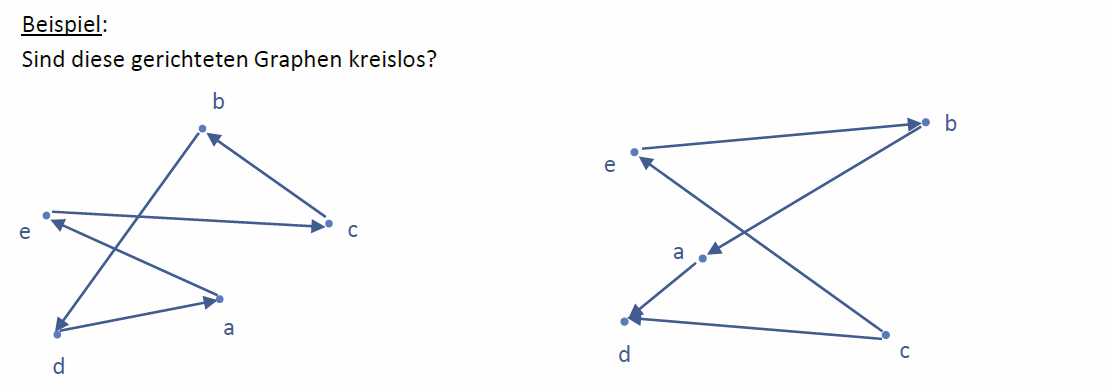 Beispiel:
Sind diese gerichteten Graphen kreislos?
b
e
c
a
d
b
e
a
d
c